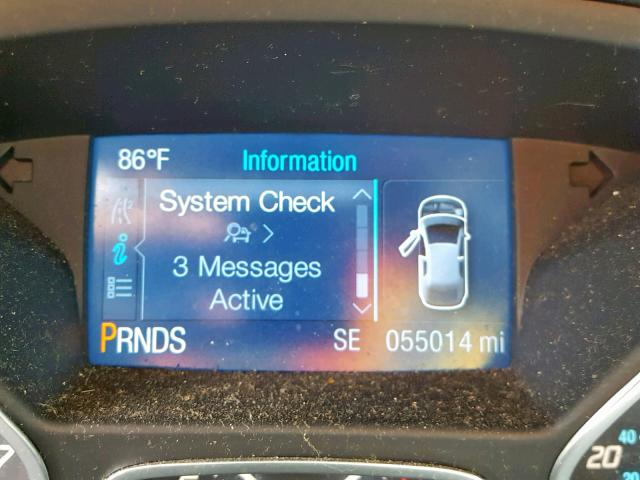 86°F Information
System Check
3 Messages
Active
PRNDS SE 055014 mi
20 40